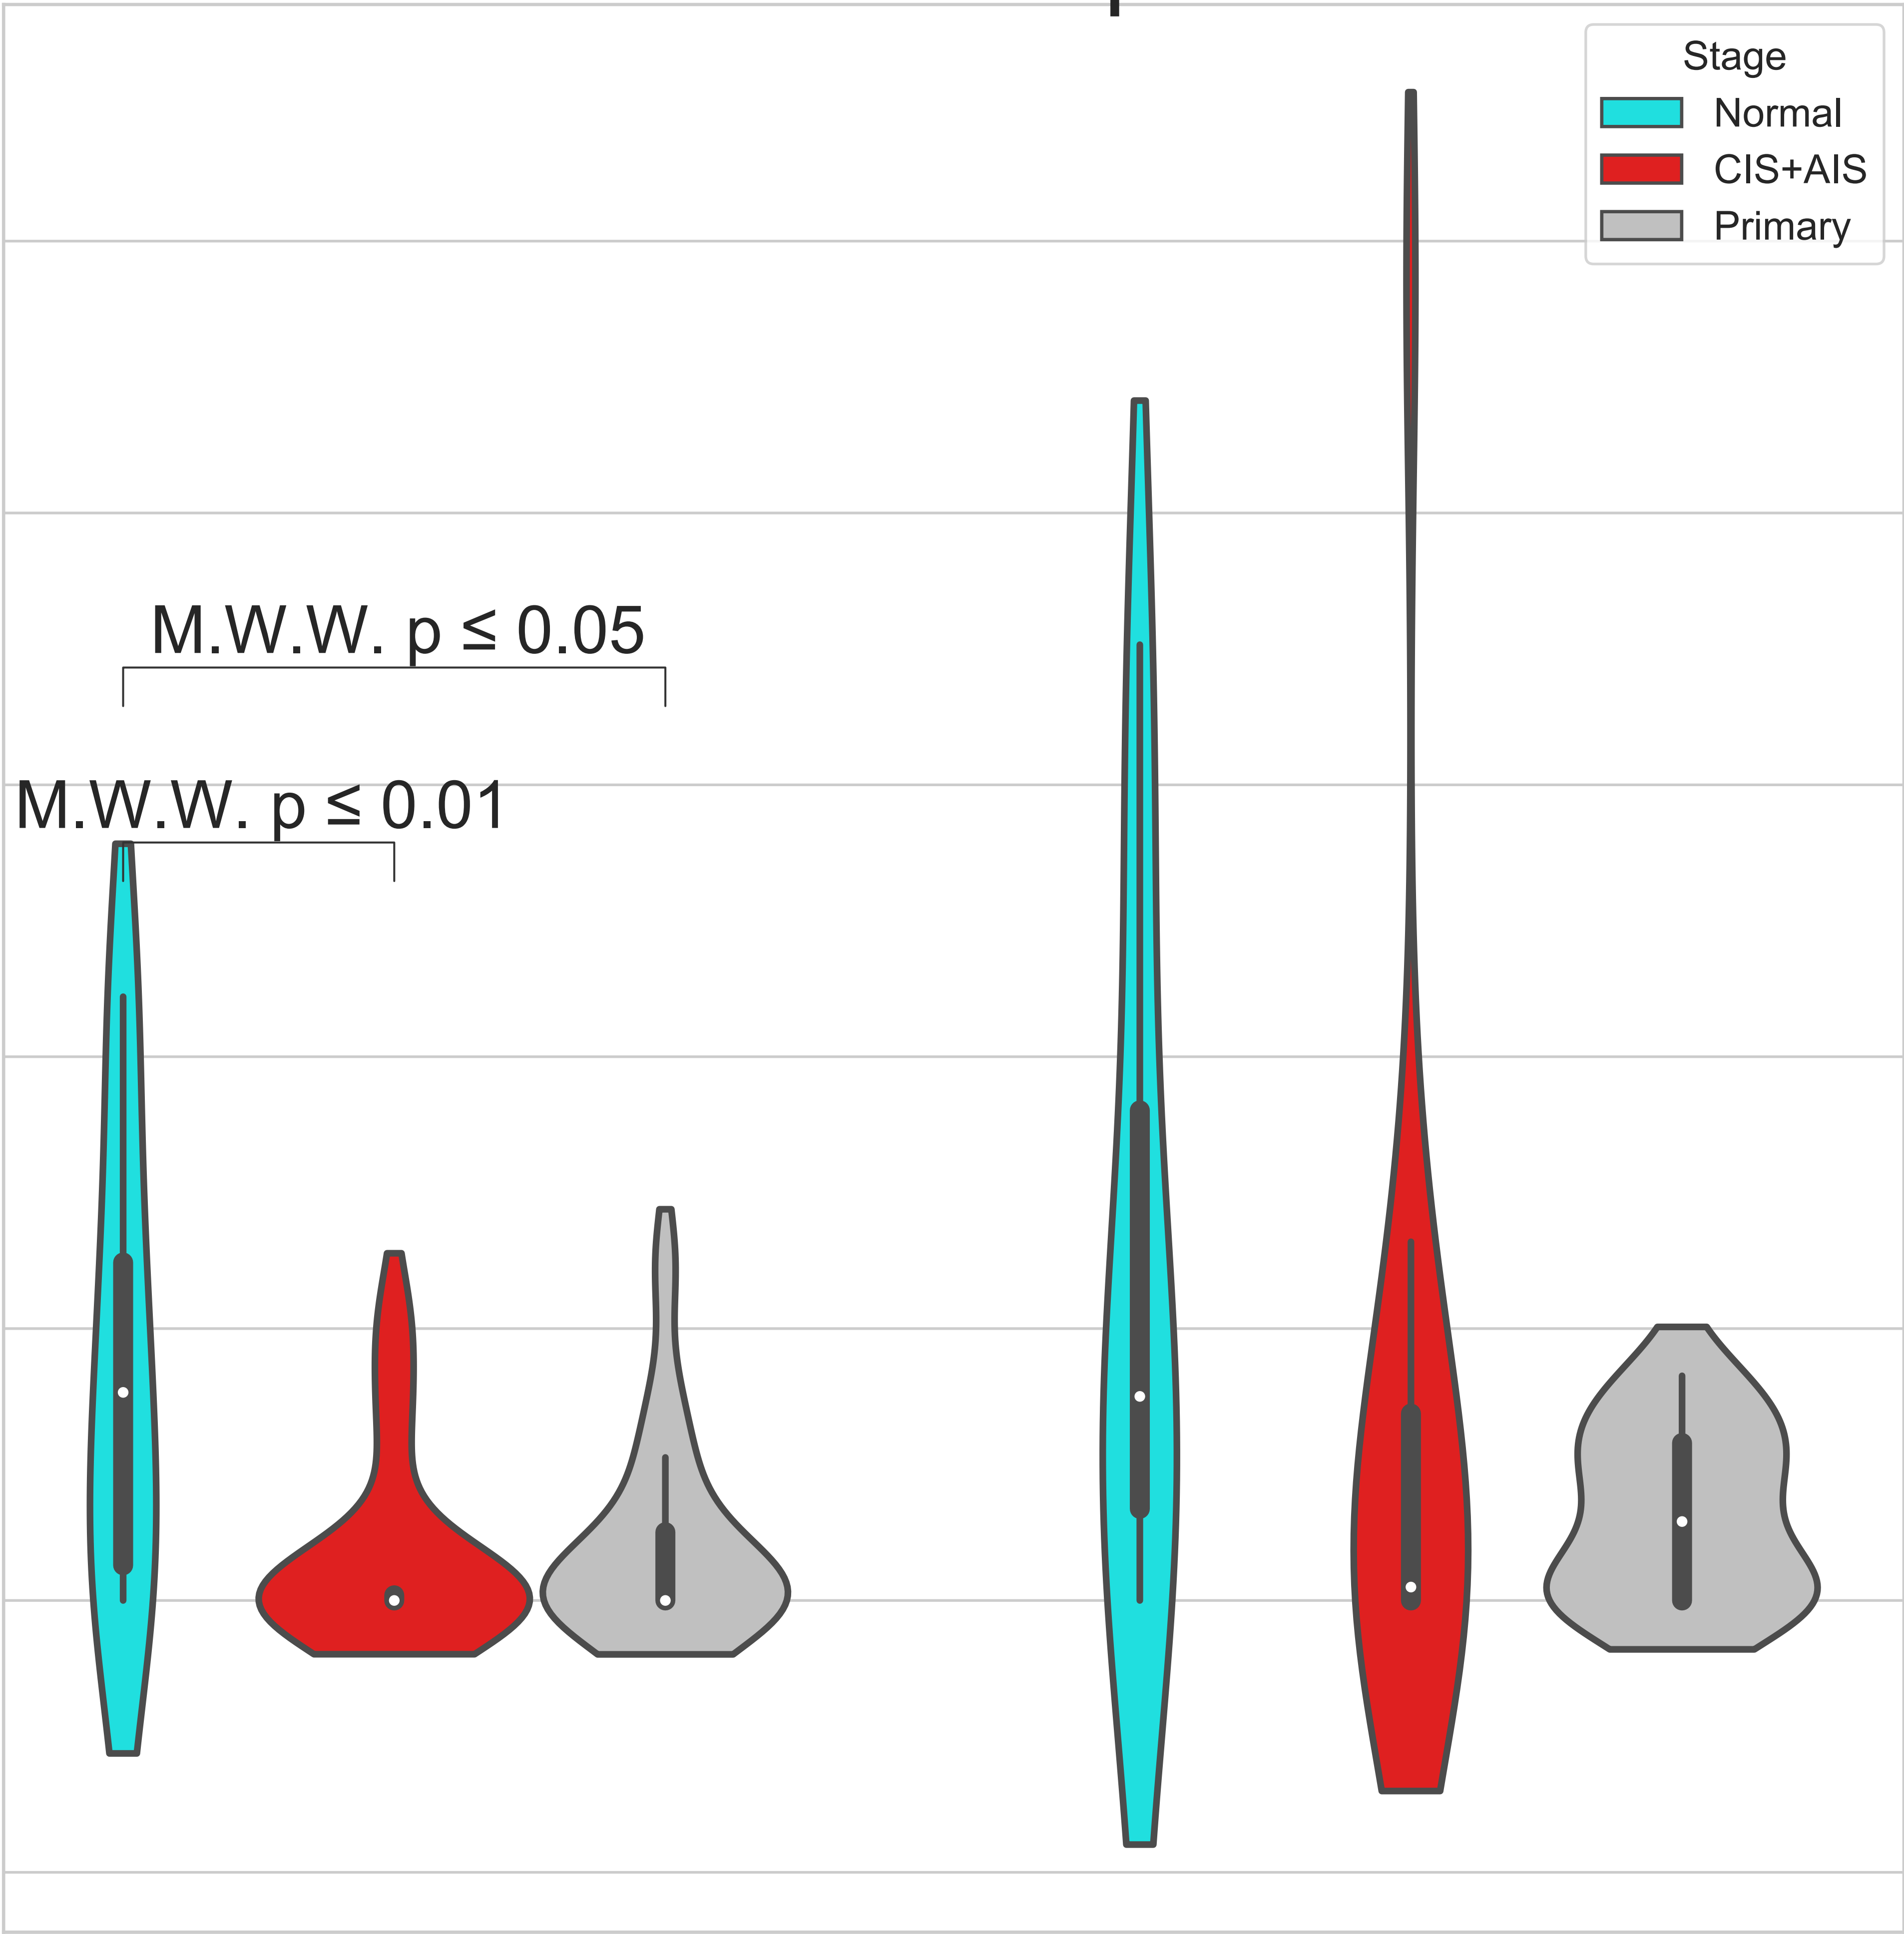 Stage
Normal
CIS+AIS
Primary
M.W.W. p ≤ 0.05
M.W.W. p ≤ 0.01